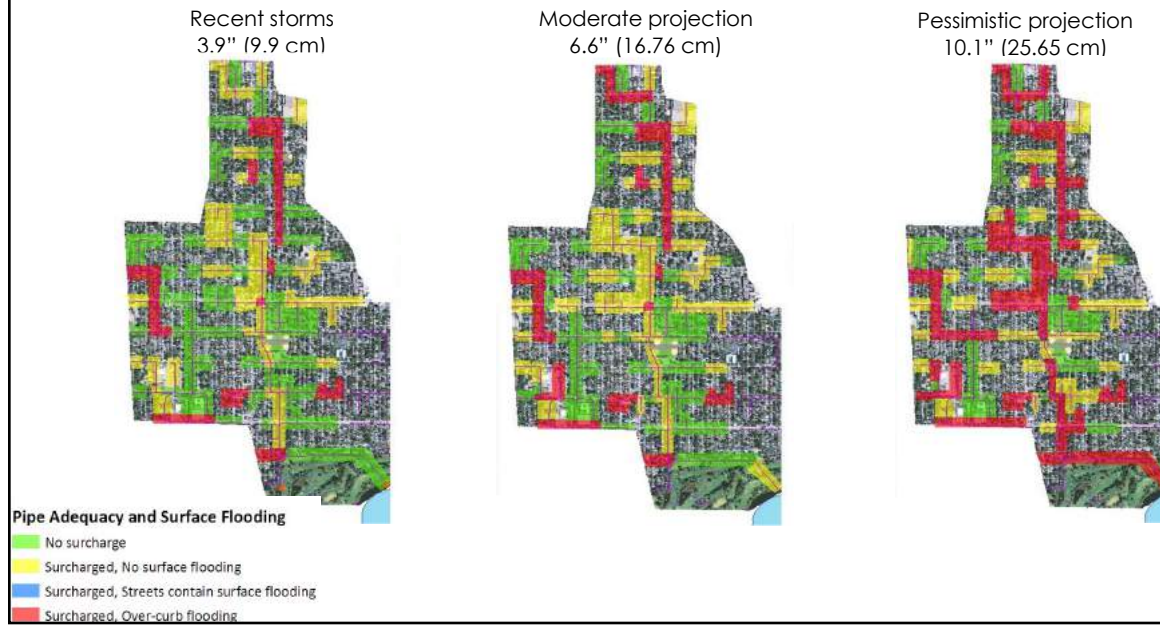 Recent storms
3.9” (9.9 cm)
Moderate projection
6.6” (16.76 cm)
Pessimistic projection
10.1” (25.65 cm)
Pipe Adequacy and Surface Flooding
No surcharge
Surcharged, No surface flooding
Surcharged, Streets contain surface flooding
Surcharged, Over-curb flooding